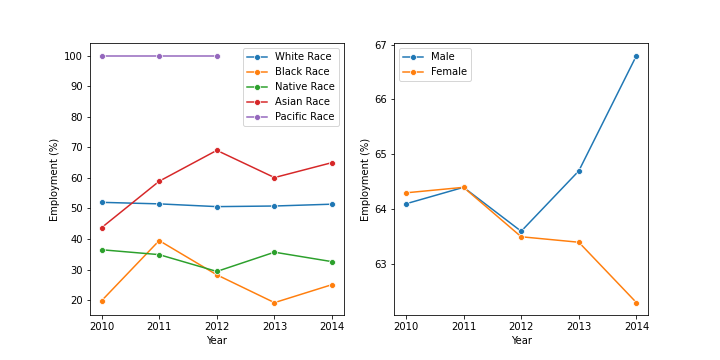 100
90
80
70
60
50
40
30
20
Employment (%)
2010 2011 2012 2013 2014
Year
White Race
Black Race
Native Race
Asian Race
Pacific Race
67
66
65
64
63
Employment (%)
2010 2011 2012 2013 2014
Year
Male
Female